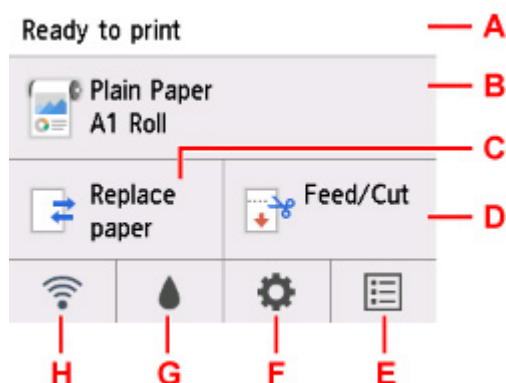 Ready to print
A
Plain Paper
A1 Roll
B
C
Replace
paper
Feed/Cut
D
H
G
F
E